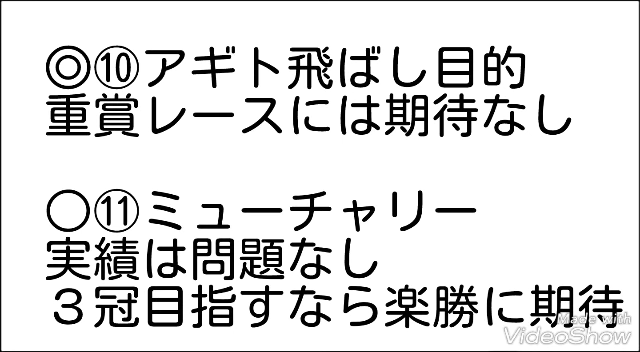 ◎⑩アギト飛ばし目的
重賞レースには期待なし
○⑪ミューチャリー
実績は問題なし
３冠目指すなら楽勝に期待
Made with
VideoShow